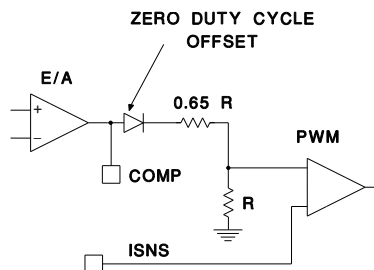 ZERO DUTY CYCLE
OFFSET
E/A
0.65 R
+
−
PWM
COMP
R
ISNS